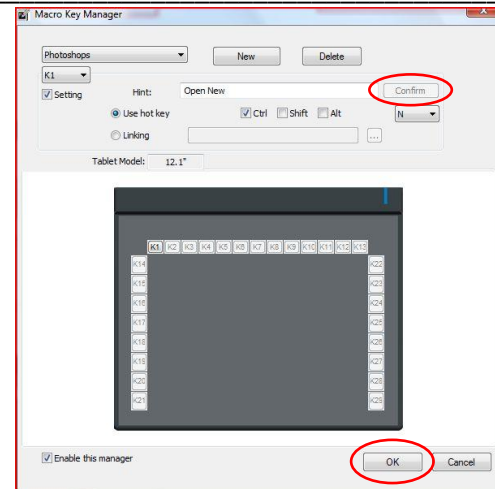 Macro Key Manager
Photoshops New Delete
K1
Setting Hint: Open New Confirm
Use hot key Ctrl Shift Alt N
Linking ...
Tablet Model: 12.1"
K1 K2 K3 K4 K5 K6 K7 K8 K9 K10 K11 K12 K13
K14 K22
K15 K23
K16 K24
K17 K25
K18 K26
K19 K27
K20 K28
K21 K29
Enable this manager OK Cancel